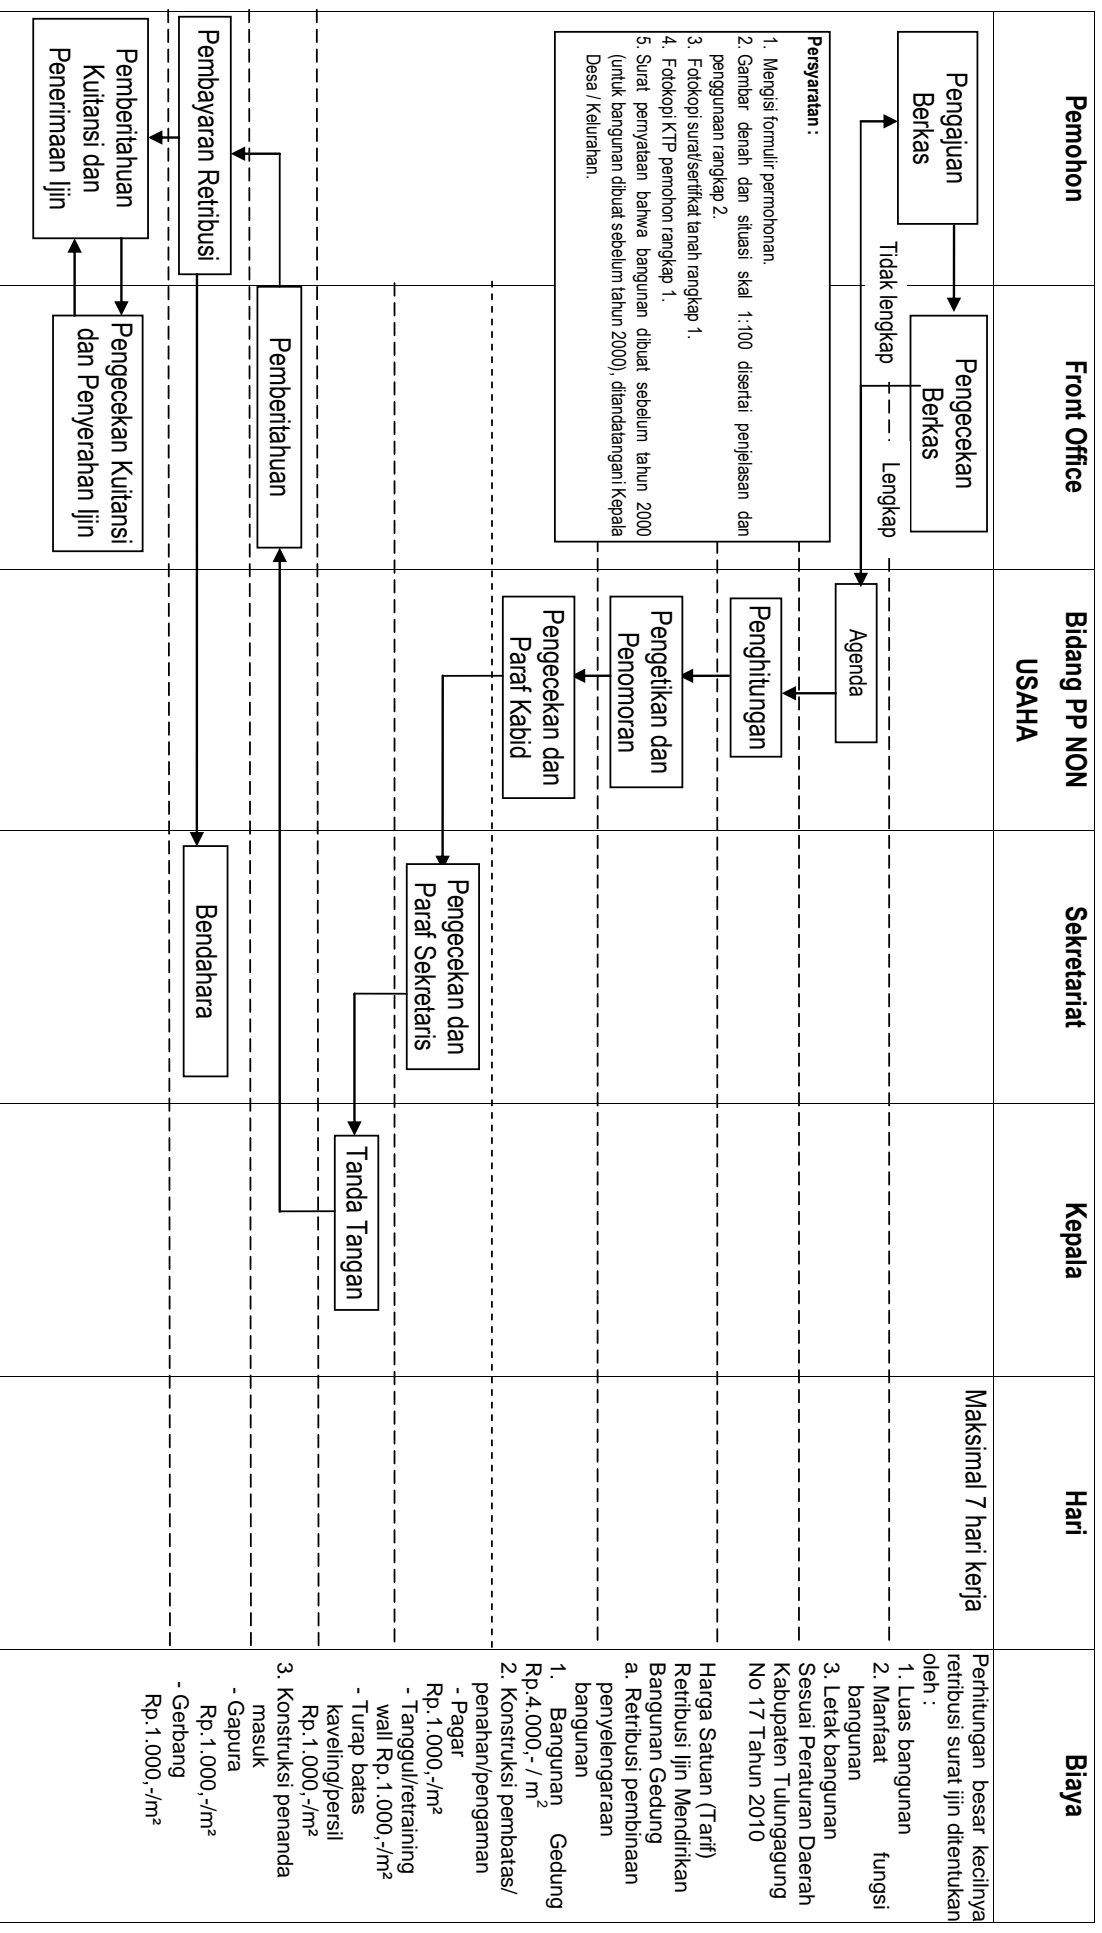 Pemohon
Front Office
Bidang PP NON
USAHA
Sekretariat
Kepala
Hari
Biaya
Pengajuan
Berkas
Pengecekan
Berkas
Tidak lengkap
Lengkap
Persyaratan :
1. Mengisi formulir permohonan.
2. Gambar denah dan situasi skal 1:100 disertai penjelasan dan
penggunaan rangkap 2.
3. Fotokopi surat/sertifkat tanah rangkap 1.
4. Fotokopi KTP pemohon rangkap 1.
5. Surat pernyataan bahwa bangunan dibuat sebelum tahun 2000
(untuk bangunan dibuat sebelum tahun 2000), ditandatangani Kepala
Desa / Kelurahan.
Agenda
Penghitungan
Pengetikan dan
Penomoran
Pengecekan dan
Paraf Kabid
Pengecekan dan
Paraf Sekretaris
Tanda Tangan
Pemberitahuan
Pembayaran Retribusi
Bendahara
Pemberitahuan
Kuitansi dan
Penerimaan Ijin
Pengecekan Kuitansi
dan Penyerahan Ijin
Maksimal 7 hari kerja
Perhitungan besar kecilnya
retribusi surat ijin ditentukan
oleh :
1. Luas bangunan
2. Manfaat fungsi
bangunan
3. Letak bangunan
Sesuai Peraturan Daerah
Kabupaten Tulungagung
No 17 Tahun 2010
Harga Satuan (Tarif)
Retribusi Ijin Mendirikan
Bangunan Gedung
a. Retribusi pembinaan
penyelengaraan
bangunan
1. Bangunan Gedung
Rp.4.000,- / m²
2. Konstruksi pembatas/
penahan/pengaman
- Pagar
Rp.1.000,-/m²
- Tanggul/retraining
wall Rp.1.000,-/m²
- Turap batas
kaveling/persil
Rp.1.000,-/m²
3. Konstruksi penanda
masuk
- Gapura
Rp.1.000,-/m²
- Gerbang
Rp.1.000,-/m²